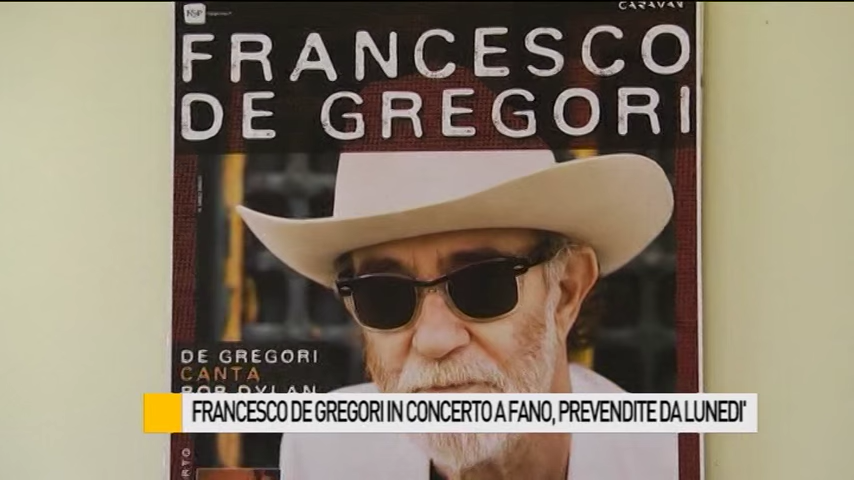 CARAVAN
FRANCESCO
DE GREGORI
DE GREGORI
CANTA
BOB DYLAN
FRANCESCO DE GREGORI IN CONCERTO A FANO, PREVENDITE DA LUNEDI'